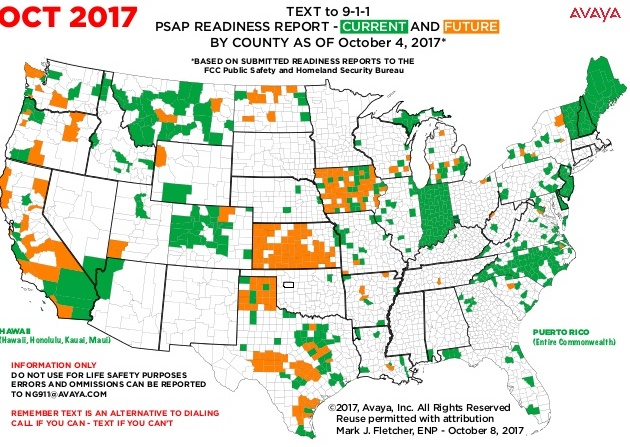 OCT 2017
TEXT to 9-1-1
PSAP READINESS REPORT - CURRENT AND FUTURE
BY COUNTY AS OF October 4, 2017*
AVAYA
*BASED ON SUBMITTED READINESS REPORTS TO THE
FCC Public Safety and Homeland Security Bureau
HAWAII
(Hawaii, Honolulu, Kauai, Maui)
PUERTO RICO
(Entire Commonwealth)
INFORMATION ONLY
DO NOT USE FOR LIFE SAFETY PURPOSES
ERRORS AND OMMISSIONS CAN BE REPORTED
TO NG911@AVAYA.COM
REMEMBER TEXT IS AN ALTERNATIVE TO DIALING
CALL IF YOU CAN - TEXT IF YOU CAN'T
©2017, Avaya, Inc. All Rights Reserved
Reuse permitted with attribution
Mark J. Fletcher, ENP - October 8, 2017